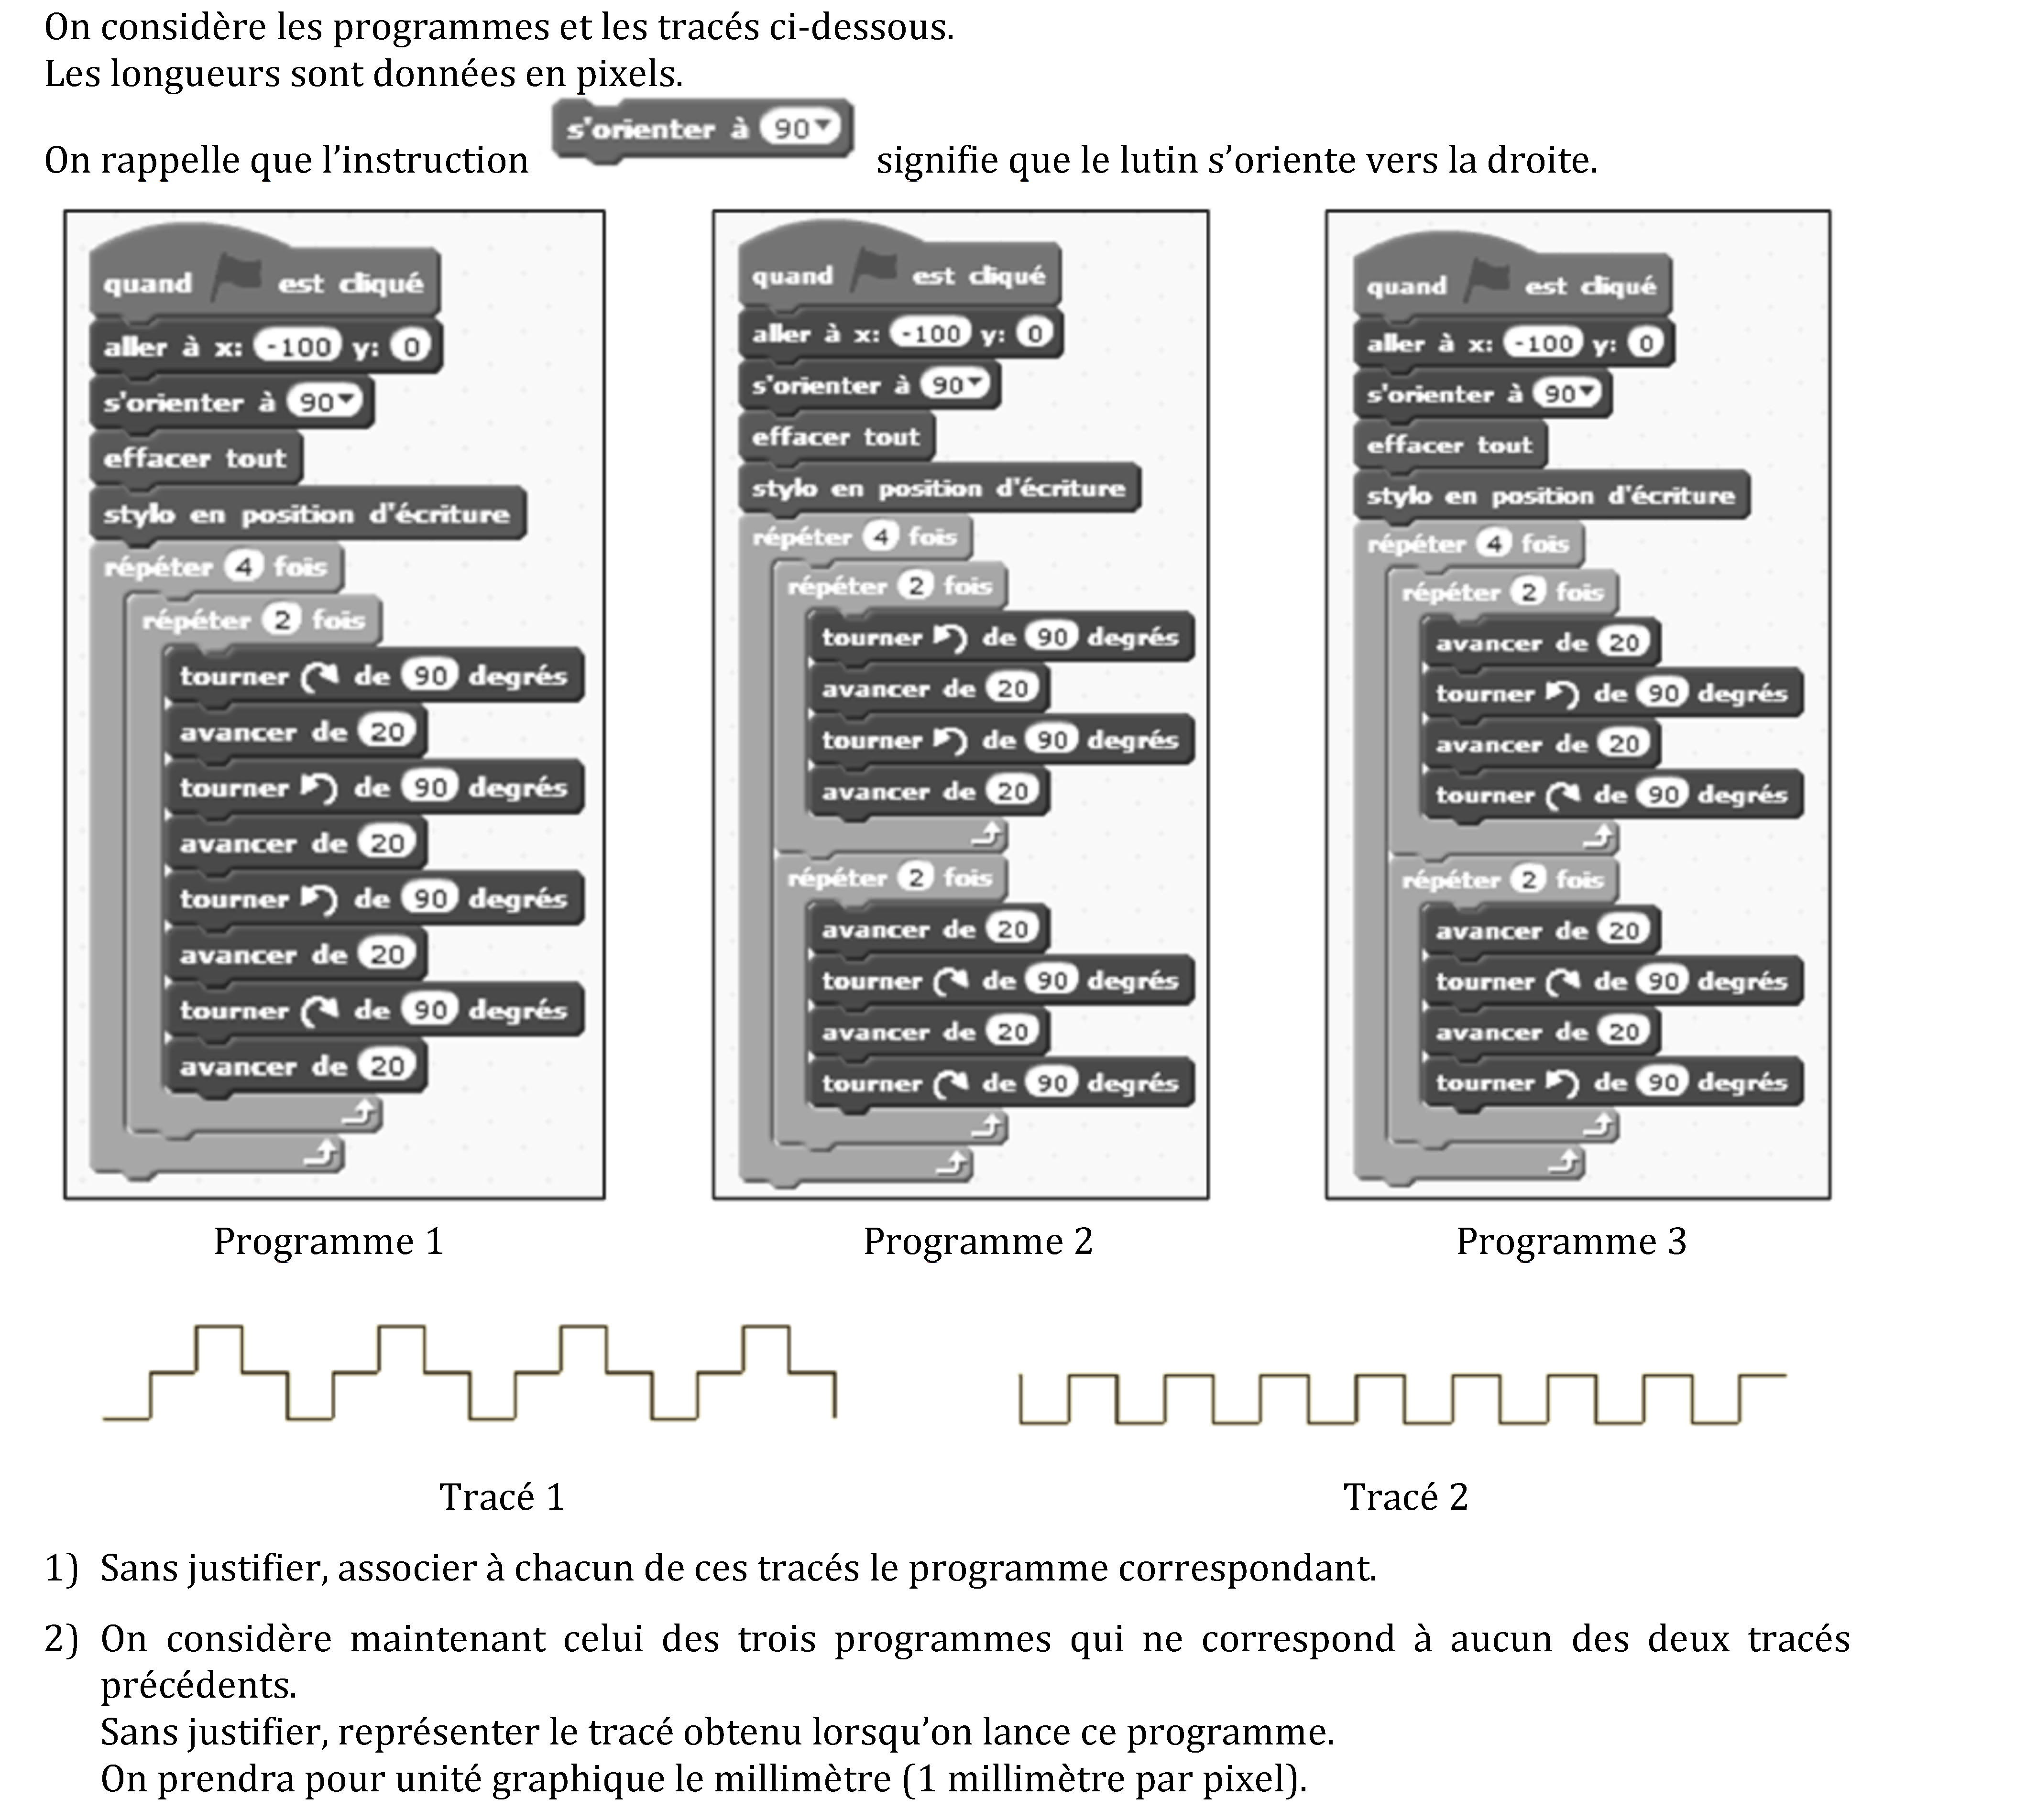 On considère les programmes et les tracés ci-dessous.
Les longueurs sont données en pixels.
On rappelle que l’instruction s'orienter à 90 signifie que le lutin s’oriente vers la droite.
quand est cliqué
aller à x: -100 y: 0
s'orienter à 90
effacer tout
stylo en position d'écriture
répéter 4 fois
répéter 2 fois
tourner de 90 degrés
avancer de 20
tourner de 90 degrés
avancer de 20
tourner de 90 degrés
avancer de 20
tourner de 90 degrés
avancer de 20
Programme 1
quand est cliqué
aller à x: -100 y: 0
s'orienter à 90
effacer tout
stylo en position d'écriture
répéter 4 fois
répéter 2 fois
tourner de 90 degrés
avancer de 20
tourner de 90 degrés
avancer de 20
répéter 2 fois
avancer de 20
tourner de 90 degrés
avancer de 20
tourner de 90 degrés
Programme 2
quand est cliqué
aller à x: -100 y: 0
s'orienter à 90
effacer tout
stylo en position d'écriture
répéter 4 fois
répéter 2 fois
avancer de 20
tourner de 90 degrés
avancer de 20
tourner de 90 degrés
répéter 2 fois
avancer de 20
tourner de 90 degrés
avancer de 20
tourner de 90 degrés
Programme 3
Tracé 1
Tracé 2
1) Sans justifier, associer à chacun de ces tracés le programme correspondant.
2) On considère maintenant celui des trois programmes qui ne correspond à aucun des deux tracés
précédents.
Sans justifier, représenter le tracé obtenu lorsqu’on lance ce programme.
On prendra pour unité graphique le millimètre (1 millimètre par pixel).